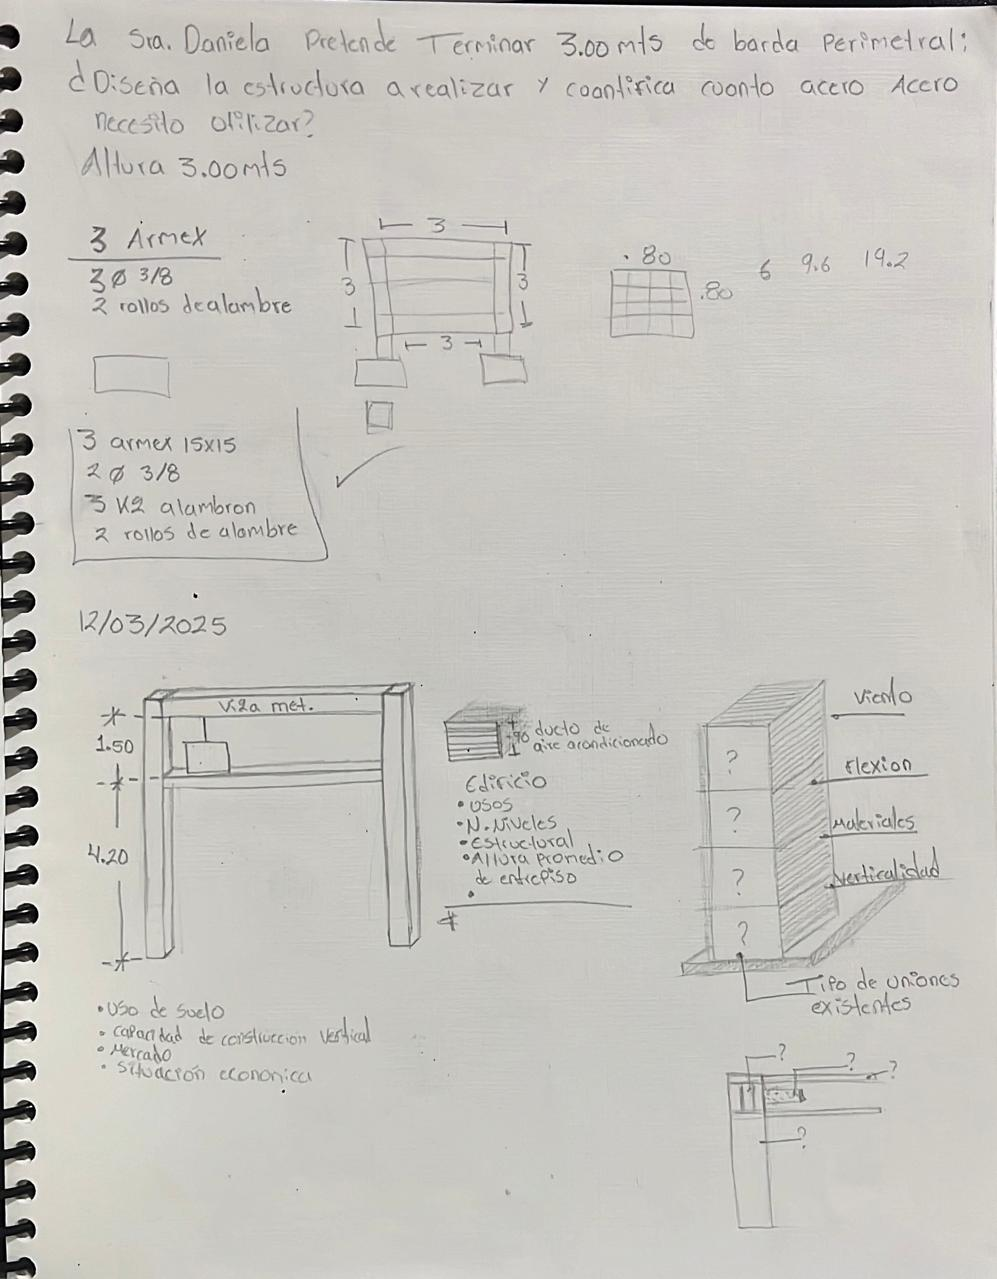 La Sra. Daniela Pretende Terminar 3.00 mts de barda Perimetral;
¿Diseña la estructura a realizar y coantifica cuonto acero Acero
necesito utilizar?
Altura 3.00 mts
3 Armex
3 ø 3/8
2 rollos de alambre
3
3
3
3
.80
.80
6 9.6 19.2
3 armex 15x15
2 ø 3/8
3 Kg alambron
2 rollos de alambre
12/03/2025
Viga met.
1.50
4.20
.90 ducto de
aire acondicionado
Edificio
• usos
• N. Niveles
• Estructural
• Altura promedio
de entrepiso
•
• Uso de suelo
• capacidad de construccion vertical
• Mercado
• Situación economica
Viento
Flexion
Materiales
Verticalidad
?
?
?
?
Tipo de uniones
existentes
?
?
?
?